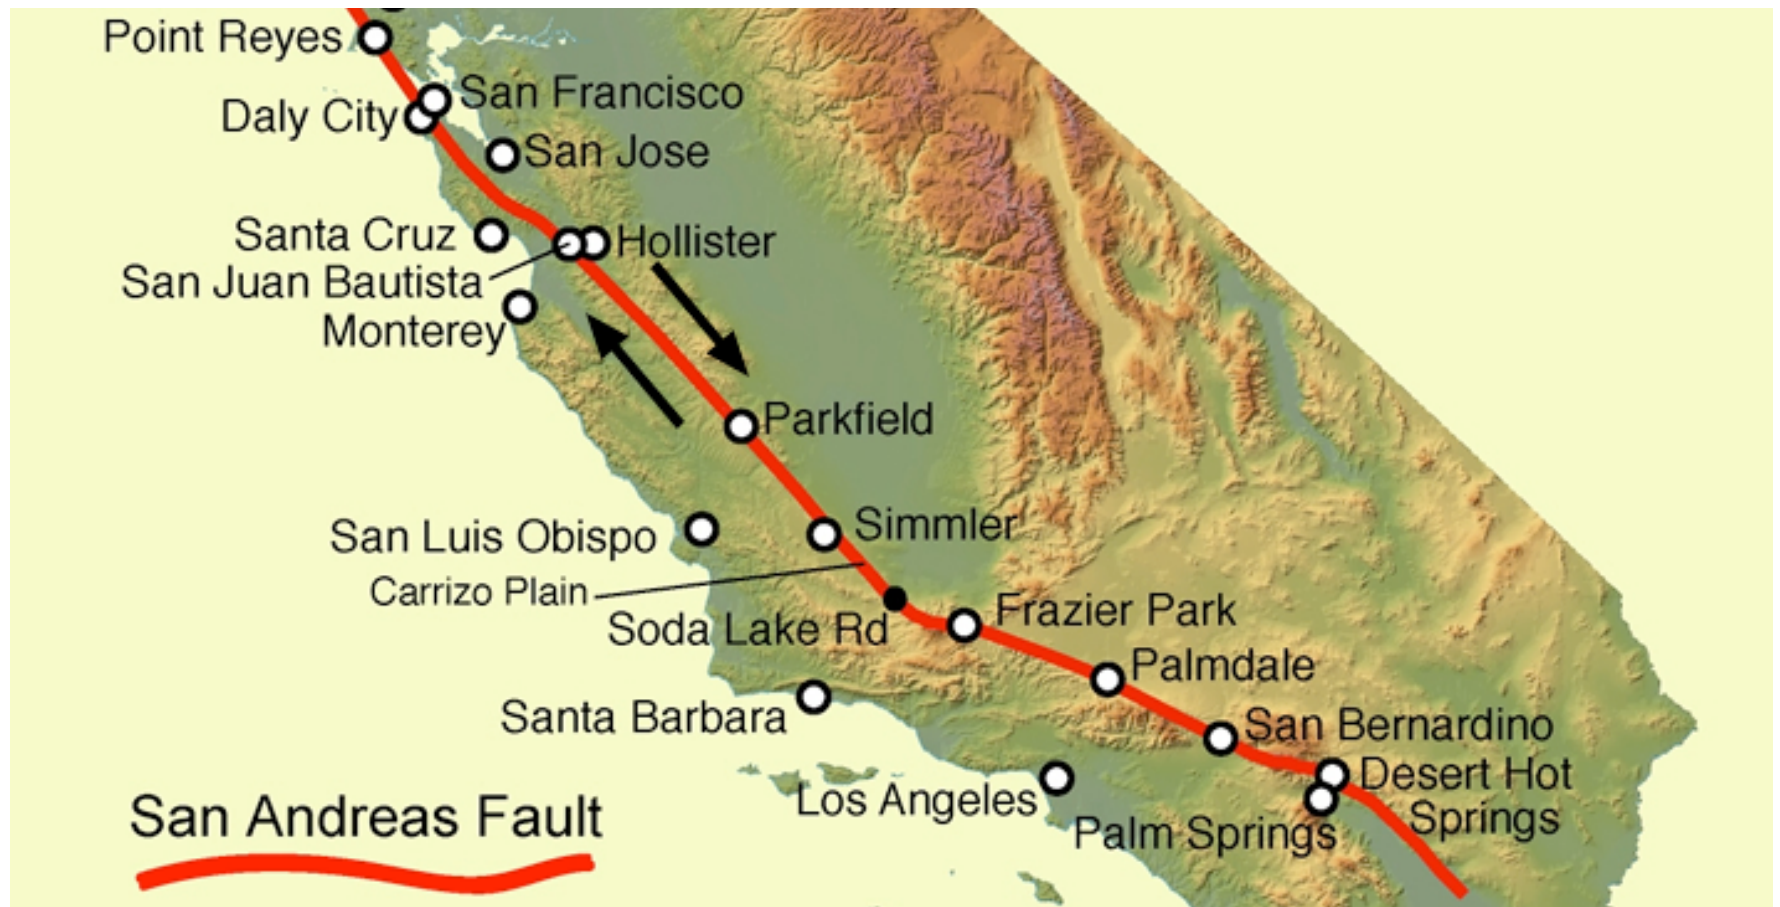 Point Reyes
San Francisco
Daly City
San Jose
Santa Cruz
Hollister
San Juan Bautista
Monterey
Parkfield
San Luis Obispo
Simmler
Carrizo Plain
Soda Lake Rd
Frazier Park
Palmdale
Santa Barbara
San Bernardino
Desert Hot
Springs
Los Angeles
Palm Springs
San Andreas Fault